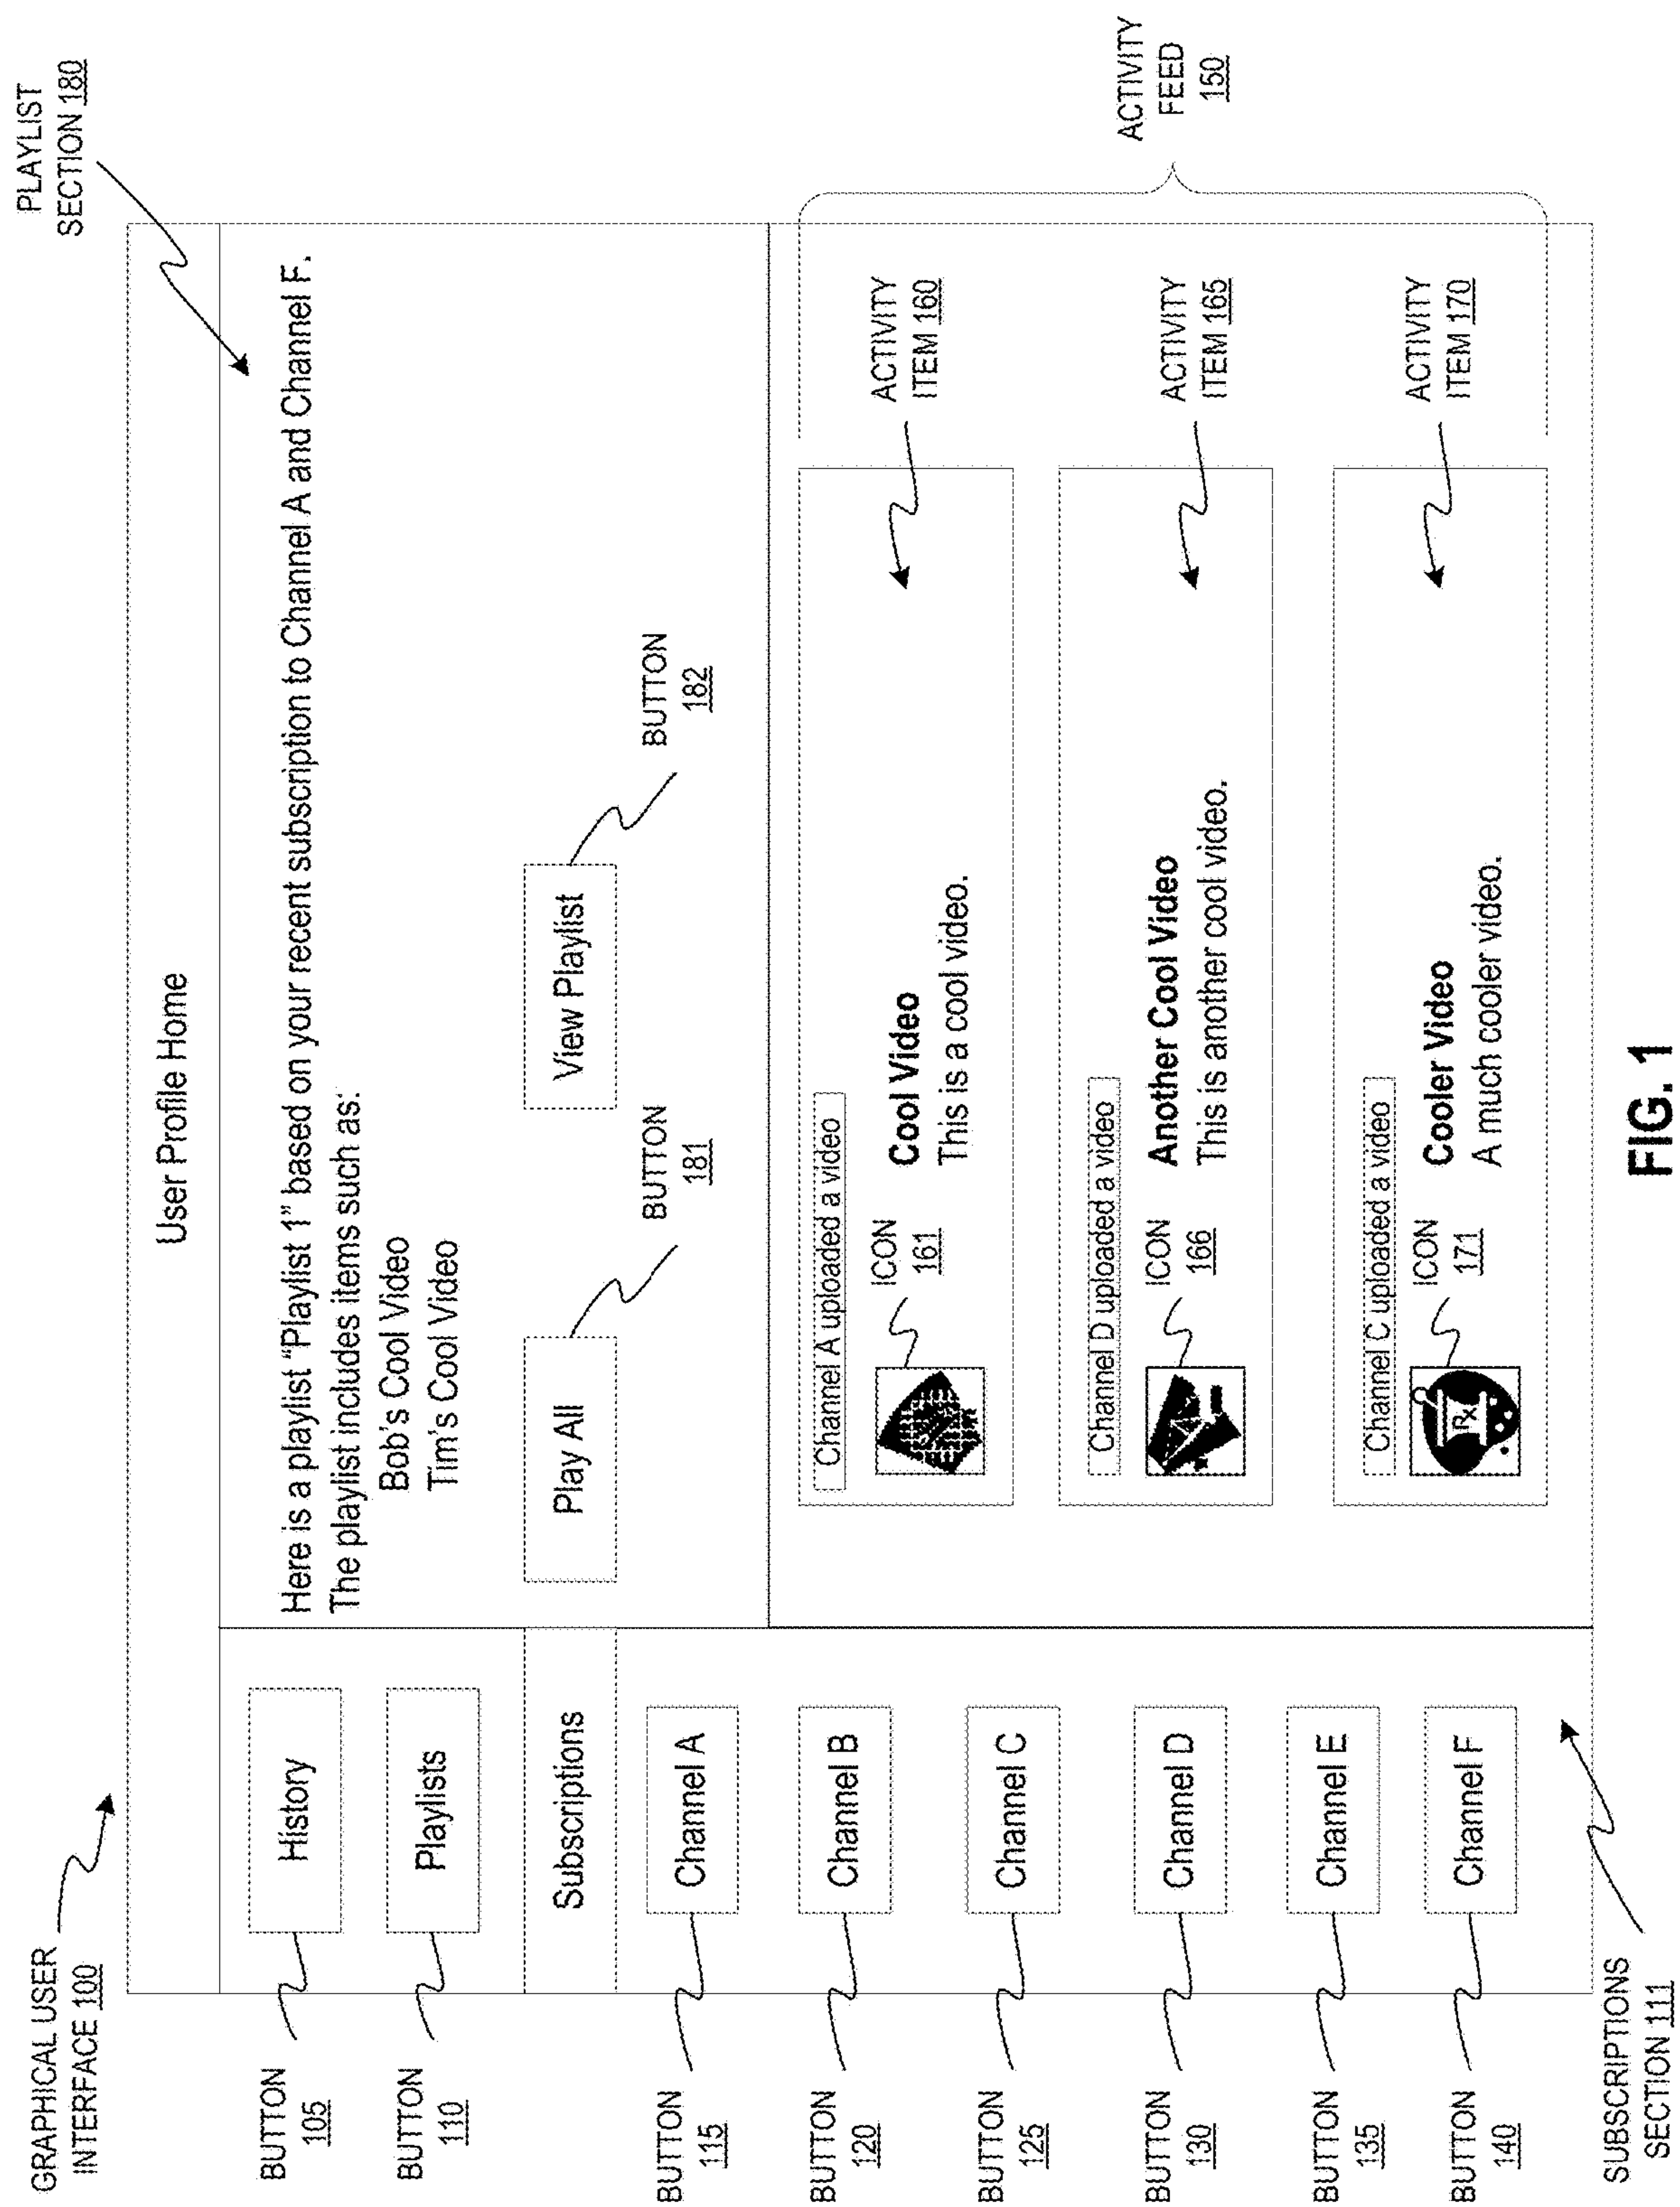 GRAPHICAL USER
INTERFACE 100
PLAYLIST
SECTION 180
User Profile Home
BUTTON
105
History
BUTTON
110
Playlists
Subscriptions
BUTTON
115
Channel A
BUTTON
120
Channel B
BUTTON
125
Channel C
BUTTON
130
Channel D
BUTTON
135
Channel E
BUTTON
140
Channel F
SUBSCRIPTIONS
SECTION 111
Here is a playlist “Playlist 1” based on your recent subscription to Channel A and Channel F.
The playlist includes items such as:
Bob's Cool Video
Tim's Cool Video
Play All
View Playlist
BUTTON
181
BUTTON
182
Channel A uploaded a video
ICON
161
Cool Video
This is a cool video.
ACTIVITY
ITEM 160
Channel D uploaded a video
ICON
166
Another Cool Video
This is another cool video.
ACTIVITY
ITEM 165
Channel C uploaded a video
Rx
ICON
171
Cooler Video
A much cooler video.
ACTIVITY
ITEM 170
ACTIVITY
FEED
150
FIG. 1